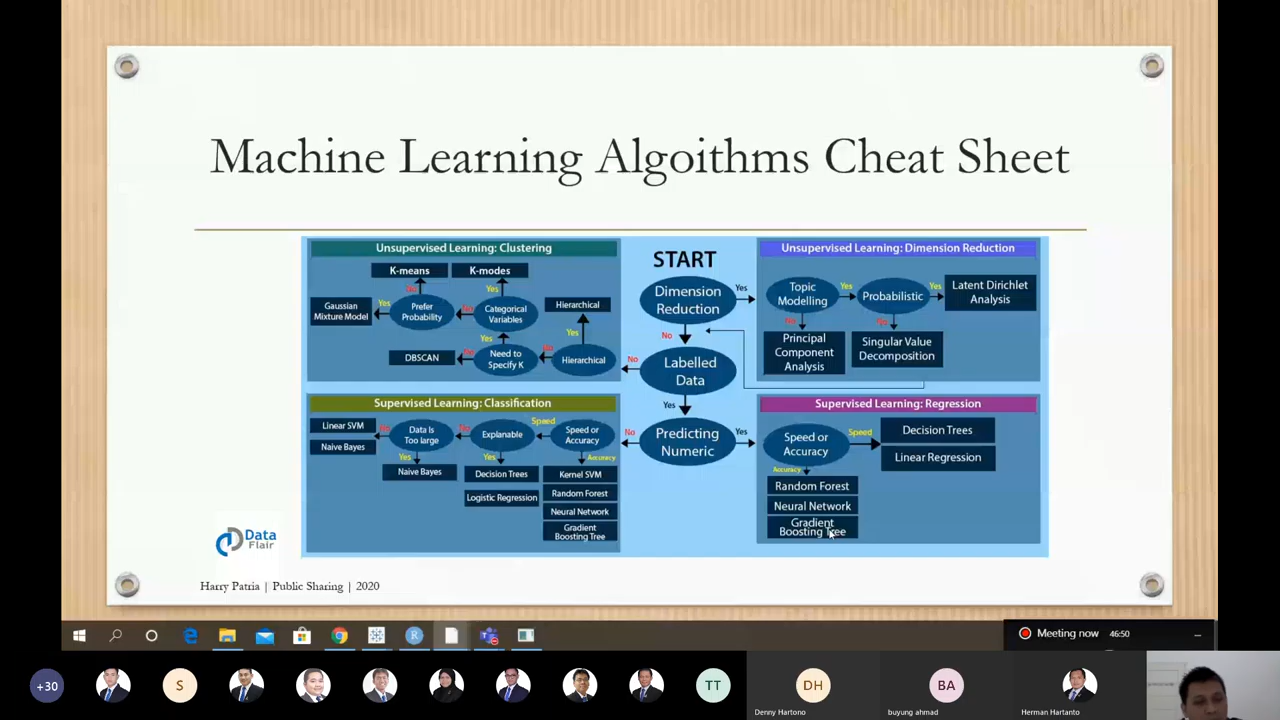 Machine Learning Algoithms Cheat Sheet
Unsupervised Learning: Clustering
K-means
K-modes
No
Yes
Gaussian
Mixture Model
Yes
Prefer
Probability
No
Categorical
Variables
Hierarchical
Yes
Yes
DBSCAN
No
Need to
Specify K
No
Hierarchical
START
Dimension
Reduction
Yes
No
No
Labelled
Data
Yes
No
Predicting
Numeric
Yes
Unsupervised Learning: Dimension Reduction
Topic
Modelling
Yes
Probabilistic
Yes
Latent Dirichlet
Analysis
No
No
Principal
Component
Analysis
Singular Value
Decomposition
Supervised Learning: Classification
Linear SVM
Naive Bayes
No
Data Is
Too large
No
Explanable
Speed
Speed or
Accuracy
Yes
Yes
Accuracy
Naive Bayes
Decision Trees
Logistic Regression
Kernel SVM
Random Forest
Neural Network
Gradient
Boosting Tree
Supervised Learning: Regression
Speed or
Accuracy
Speed
Decision Trees
Linear Regression
Accuracy
Random Forest
Neural Network
Gradient
Boosting Tree
Data
Flair
Harry Patria | Public Sharing | 2020
Meeting now 46:50
+30
S
TT
DH
Denny Hartono
BA
buyung ahmad
Herman Hartanto